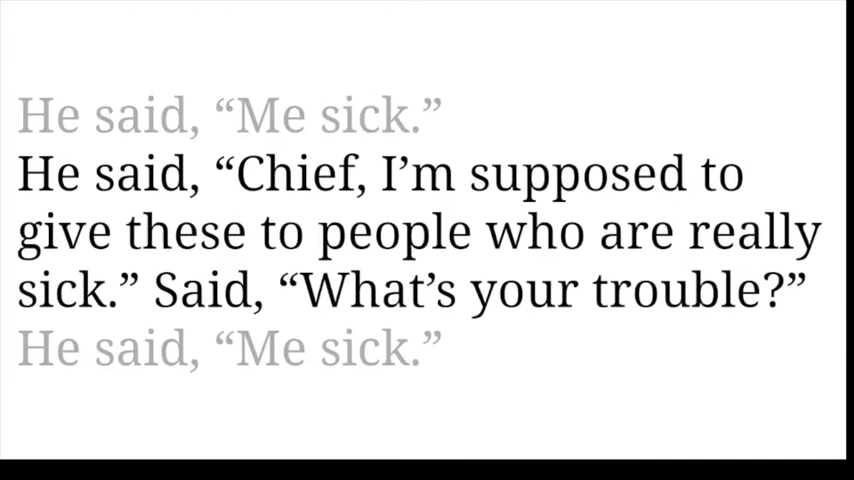 He said, “Me sick.”
He said, “Chief, I’m supposed to
give these to people who are really
sick.” Said, “What’s your trouble?”
He said, “Me sick.”